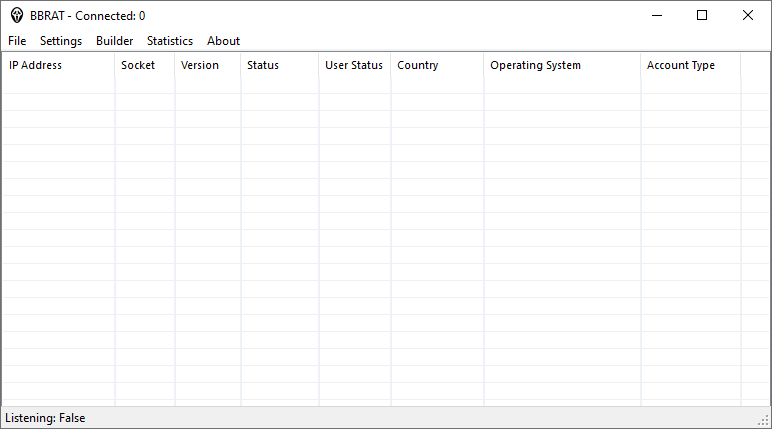 BBRAT - Connected: 0
File Settings Builder Statistics About
IP Address Socket Version Status User Status Country Operating System Account Type
Listening: False